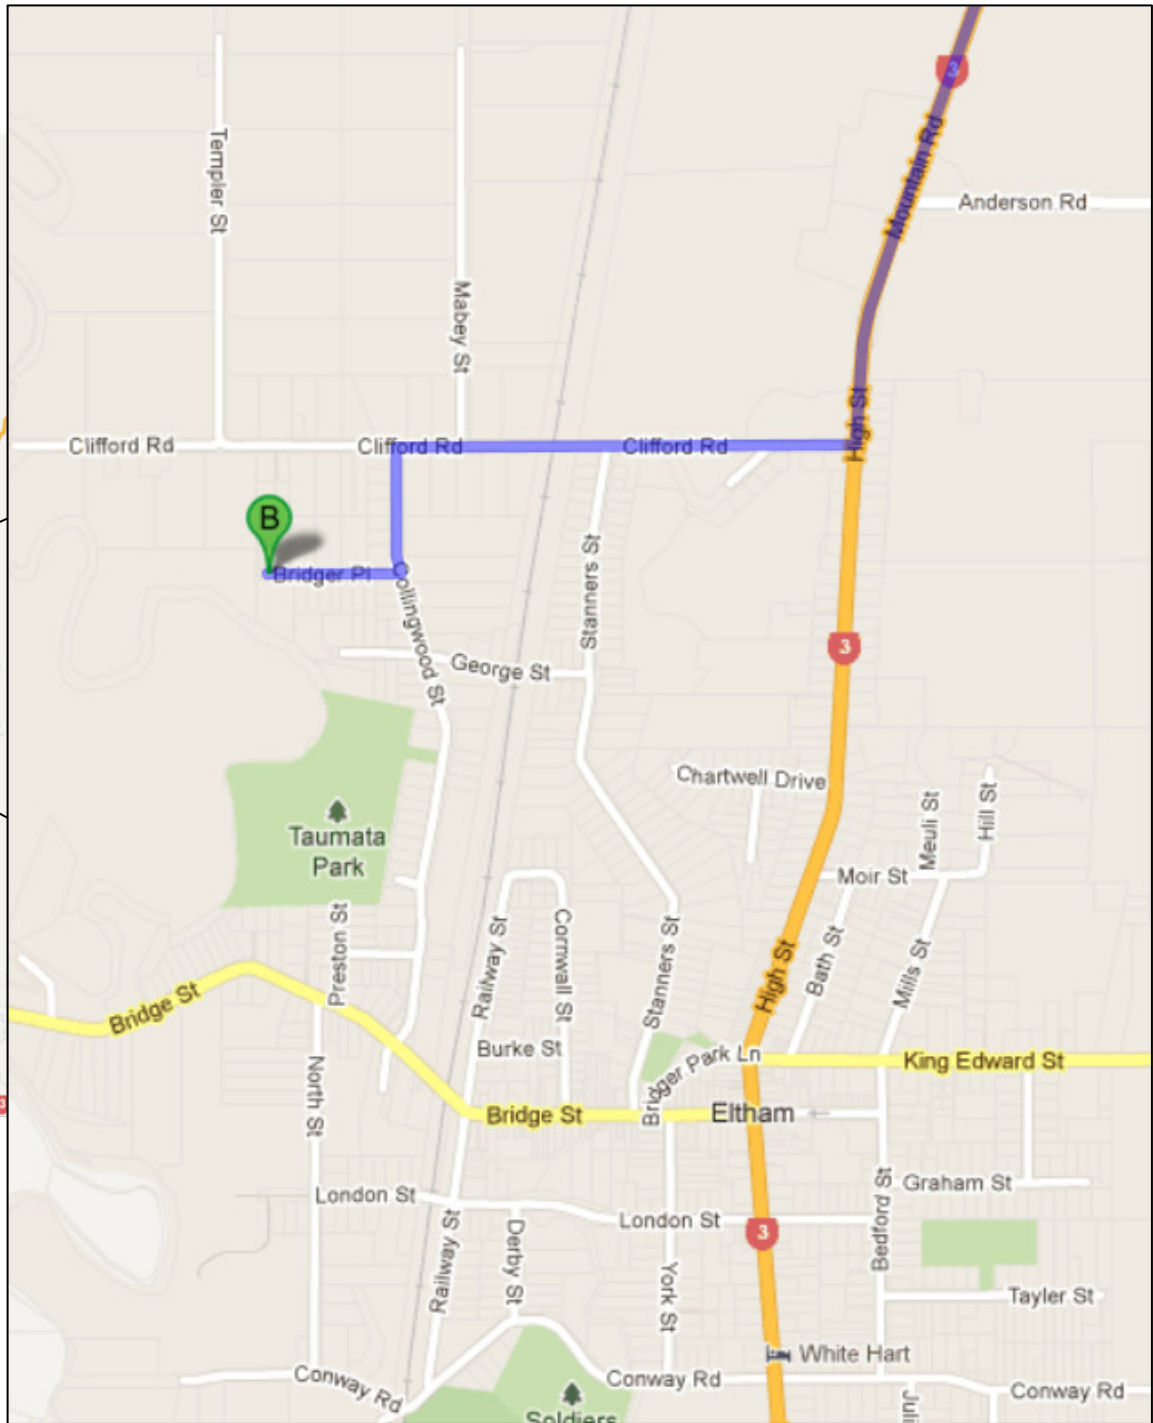 3
Mountain Rd
Templer St
Anderson Rd
Mabey St
High St
Clifford Rd
Clifford Rd
Clifford Rd
B
Bridger Pl
Collingwood St
Stanners St
George St
3
Chartwell Drive
Meuli St
Hill St
Taumata
Park
Moir St
Preston St
Railway St
Cornwall St
Stanners St
High St
Bath St
Mills St
Bridge St
Burke St
Bridger Park Ln
King Edward St
North St
Bridge St
Eltham
3
London St
Graham St
Bedford St
London St
3
Railway St
Derby St
York St
Tayler St
White Hart
Conway Rd
Conway Rd
Conway Rd
Juli
Soldiers